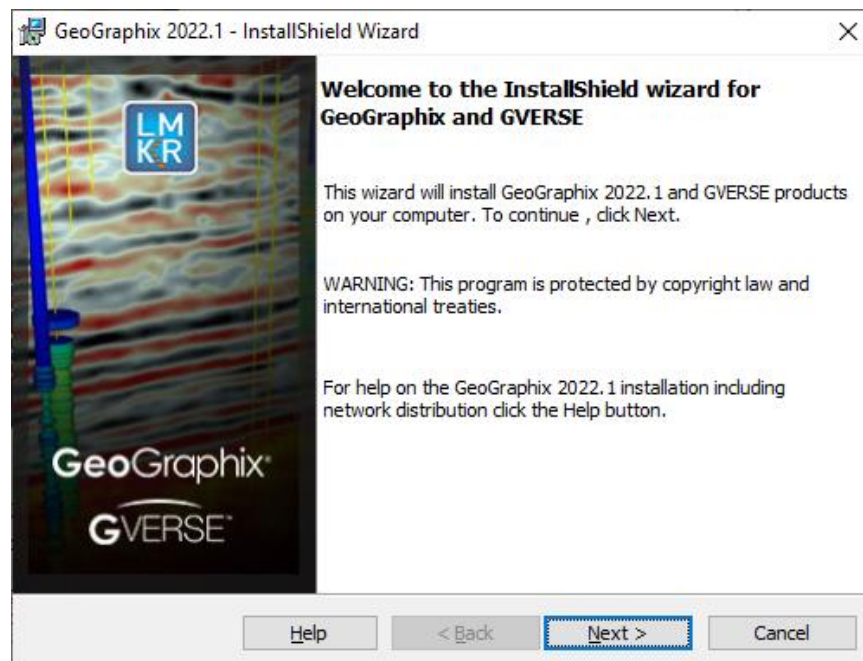 GeoGraphix 2022.1 - InstallShield Wizard
LM
KR
Welcome to the InstallShield wizard for
GeoGraphix and GVERSE
This wizard will install GeoGraphix 2022.1 and GVERSE products
on your computer. To continue , click Next.
WARNING: This program is protected by copyright law and
international treaties.
For help on the GeoGraphix 2022.1 installation including
network distribution click the Help button.
GeoGraphix®
GVERSE™
Help
< Back
Next >
Cancel